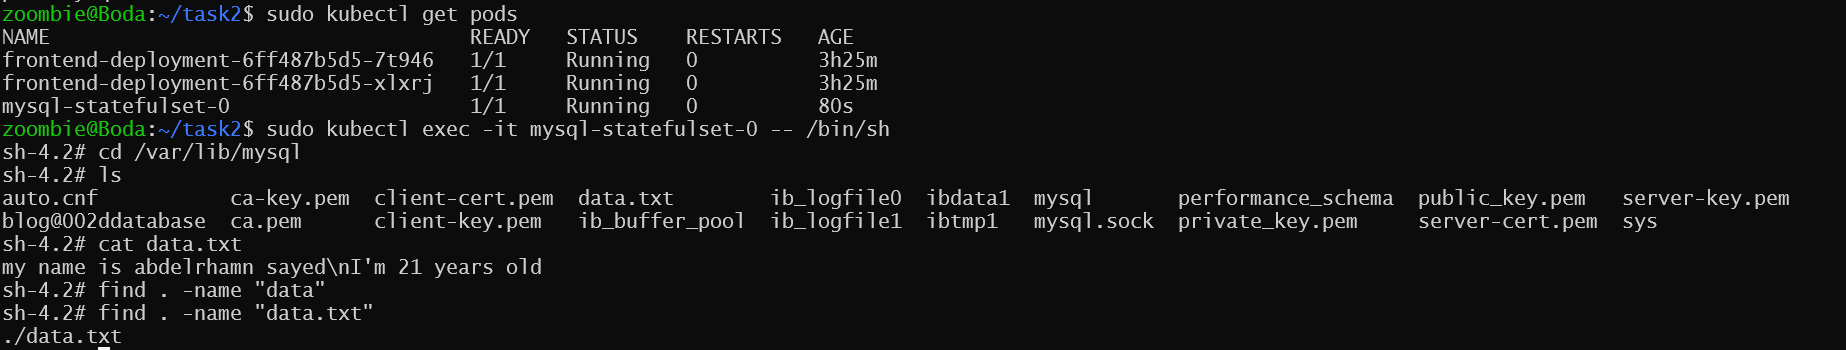 zoombie@Boda:~/task2$ sudo kubectl get pods
NAME                                   READY   STATUS    RESTARTS   AGE
frontend-deployment-6ff487b5d5-7t946   1/1     Running   0          3h25m
frontend-deployment-6ff487b5d5-xlxrj   1/1     Running   0          3h25m
mysql-statefulset-0                    1/1     Running   0          80s
zoombie@Boda:~/task2$ sudo kubectl exec -it mysql-statefulset-0 -- /bin/sh
sh-4.2# cd /var/lib/mysql
sh-4.2# ls
auto.cnf           ca-key.pem  client-cert.pem  data.txt        ib_logfile0  ibdata1  mysql       performance_schema  public_key.pem   server-key.pem
blog@002ddatabase  ca.pem      client-key.pem   ib_buffer_pool  ib_logfile1  ibtmp1   mysql.sock  private_key.pem     server-cert.pem  sys
sh-4.2# cat data.txt
my name is abdelrhamn sayed\nI'm 21 years old
sh-4.2# find . -name "data"
sh-4.2# find . -name "data.txt"
./data.txt